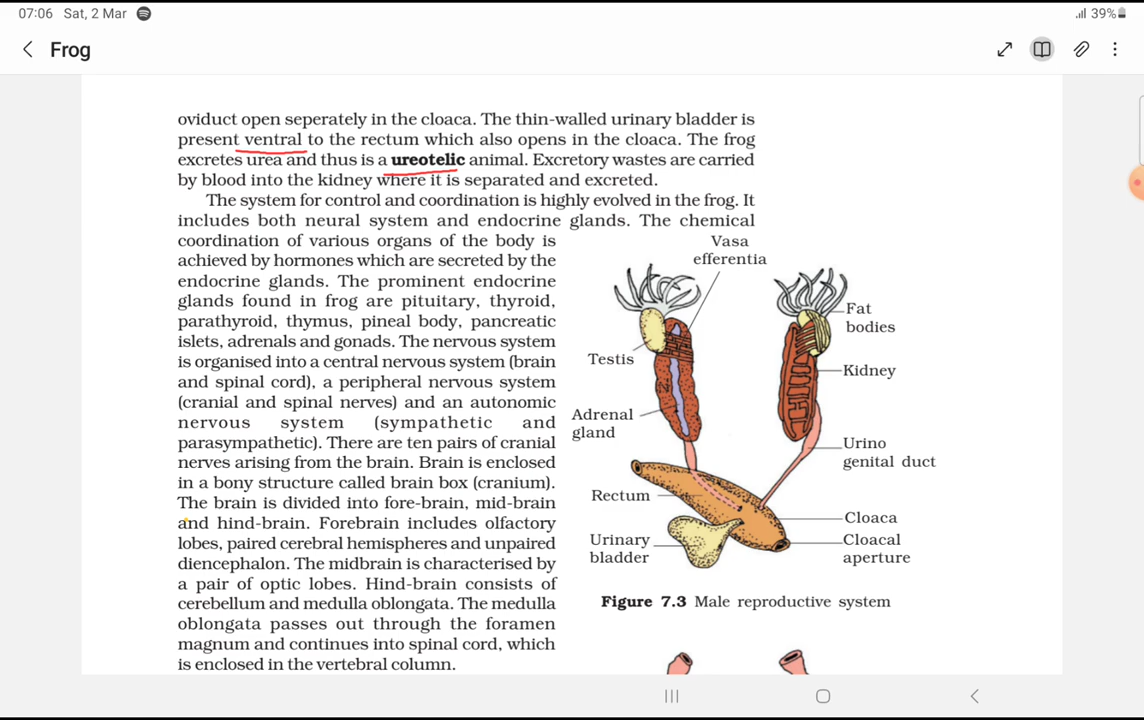 07:06 Sat, 2 Mar
39%
Frog
oviduct open seperately in the cloaca. The thin-walled urinary bladder is
present ventral to the rectum which also opens in the cloaca. The frog
excretes urea and thus is a ureotelic animal. Excretory wastes are carried
by blood into the kidney where it is separated and excreted.
The system for control and coordination is highly evolved in the frog. It
includes both neural system and endocrine glands. The chemical
coordination of various organs of the body is
achieved by hormones which are secreted by the
endocrine glands. The prominent endocrine
glands found in frog are pituitary, thyroid,
parathyroid, thymus, pineal body, pancreatic
islets, adrenals and gonads. The nervous system
is organised into a central nervous system (brain
and spinal cord), a peripheral nervous system
(cranial and spinal nerves) and an autonomic
nervous system (sympathetic and
parasympathetic). There are ten pairs of cranial
nerves arising from the brain. Brain is enclosed
in a bony structure called brain box (cranium).
The brain is divided into fore-brain, mid-brain
and hind-brain. Forebrain includes olfactory
lobes, paired cerebral hemispheres and unpaired
diencephalon. The midbrain is characterised by
a pair of optic lobes. Hind-brain consists of
cerebellum and medulla oblongata. The medulla
oblongata passes out through the foramen
magnum and continues into spinal cord, which
is enclosed in the vertebral column.
Vasa
efferentia
Fat
bodies
Testis
Kidney
Adrenal
gland
Urino
genital duct
Rectum
Cloaca
Urinary
bladder
Cloacal
aperture
Figure 7.3 Male reproductive system